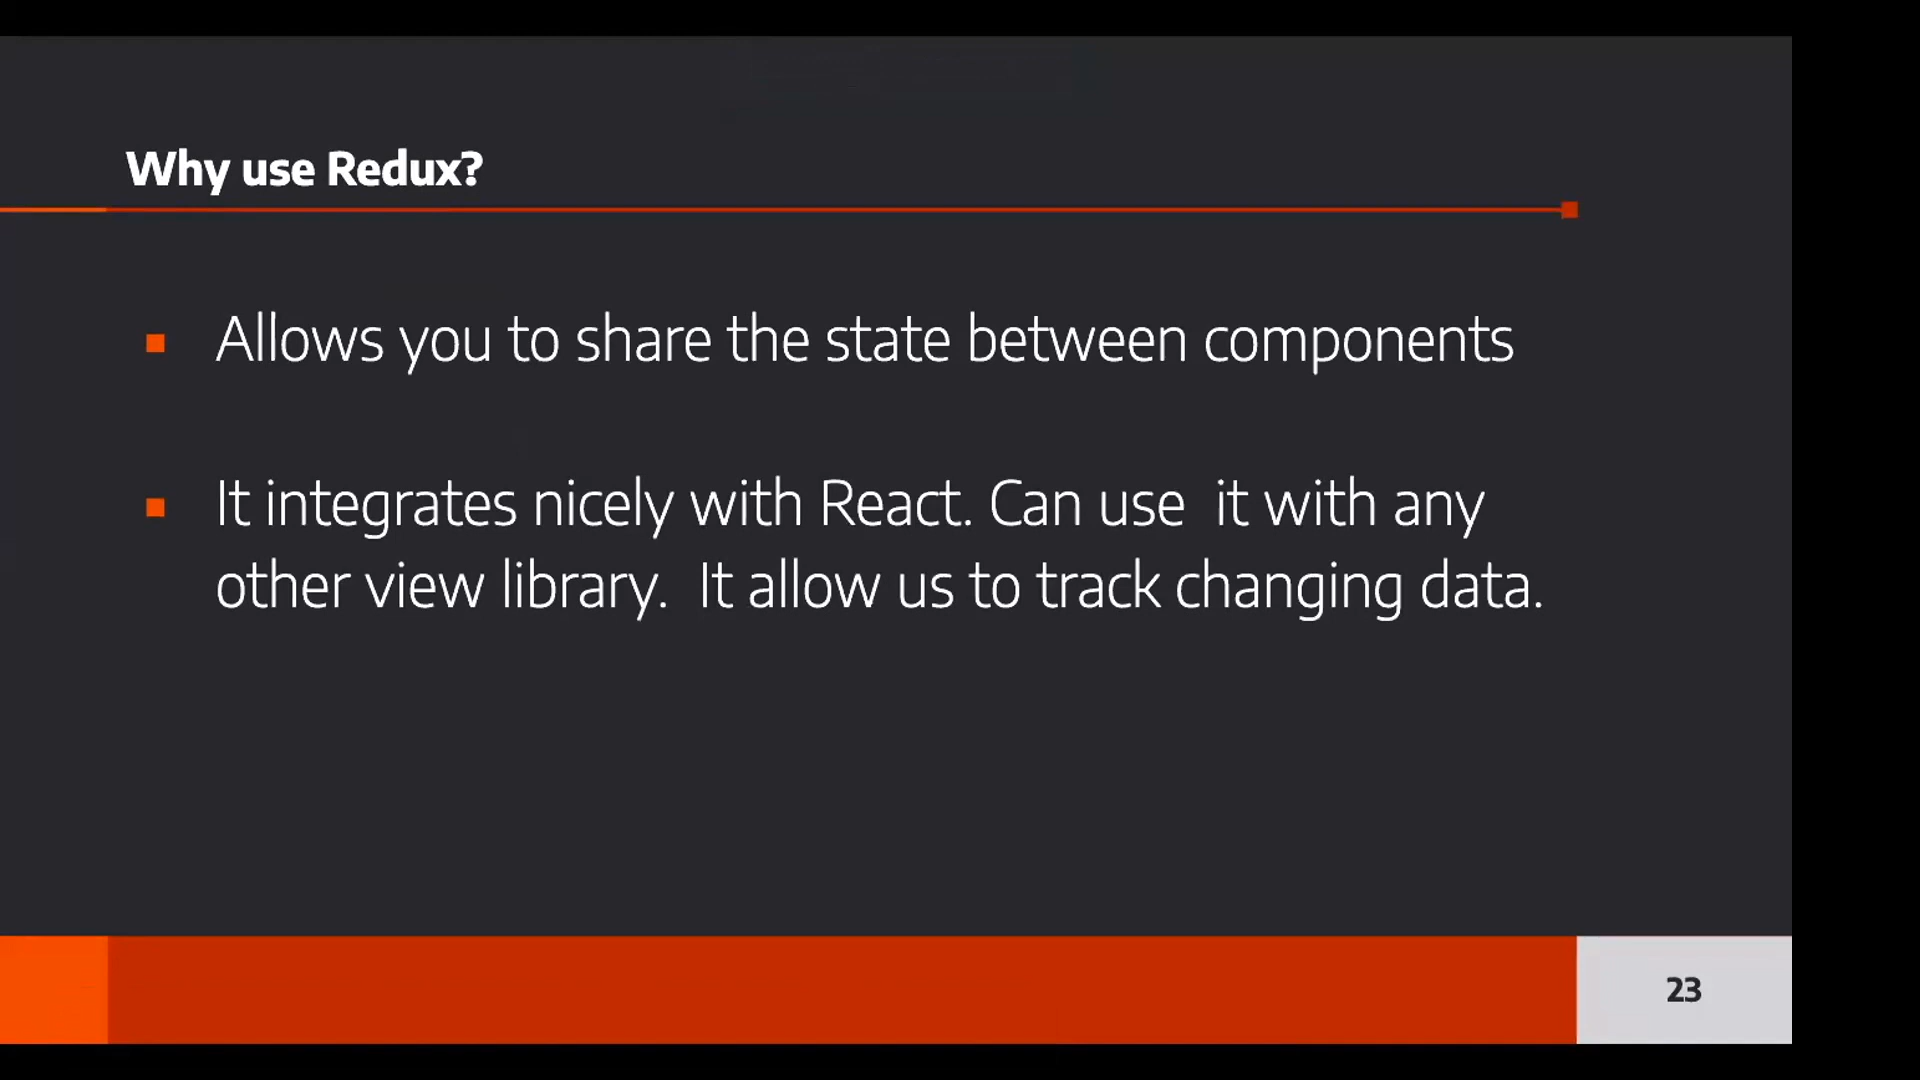 Why use Redux?
Allows you to share the state between components
It integrates nicely with React. Can use  it with any
other view library.  It allow us to track changing data.
23